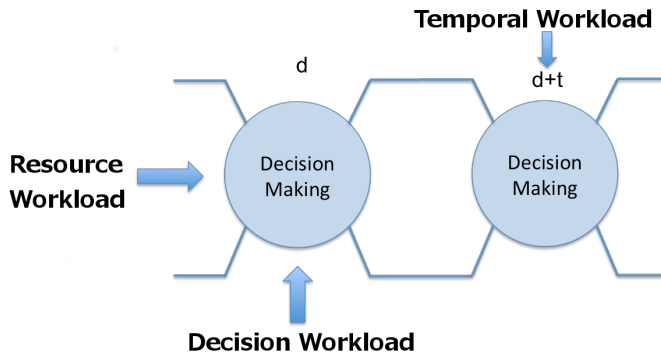 Temporal Workload
d
d+t
Decision
Making
Decision
Making
Resource
Workload
Decision Workload